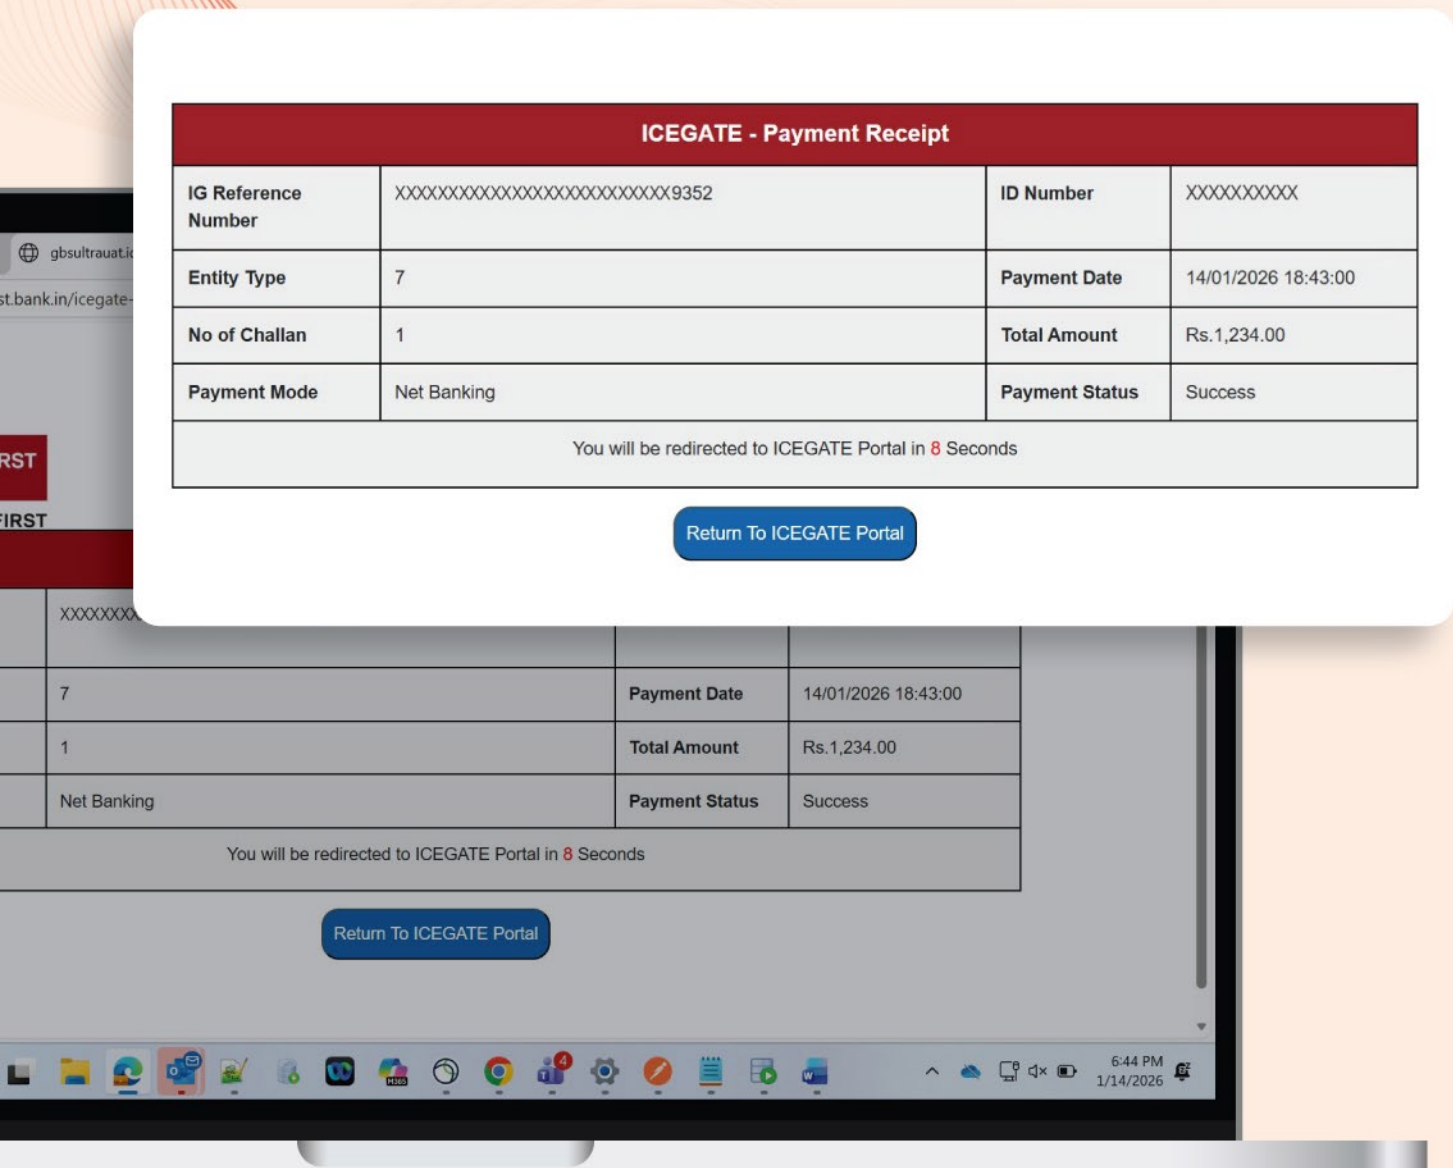 ICEGATE - Payment Receipt
IG Reference Number XXXXXXXXXXXXXXXXXXXXXXXXXX9352 ID Number XXXXXXXXXX
Entity Type 7 Payment Date 14/01/2026 18:43:00
No of Challan 1 Total Amount Rs.1,234.00
Payment Mode Net Banking Payment Status Success
You will be redirected to ICEGATE Portal in 8 Seconds
Return To ICEGATE Portal
gbsultrauat.id
st.bank.in/icegate-
RST
FIRST
XXXXXXXX
7 Payment Date 14/01/2026 18:43:00
1 Total Amount Rs.1,234.00
Net Banking Payment Status Success
You will be redirected to ICEGATE Portal in 8 Seconds
Return To ICEGATE Portal
M365
4
6:44 PM
1/14/2026